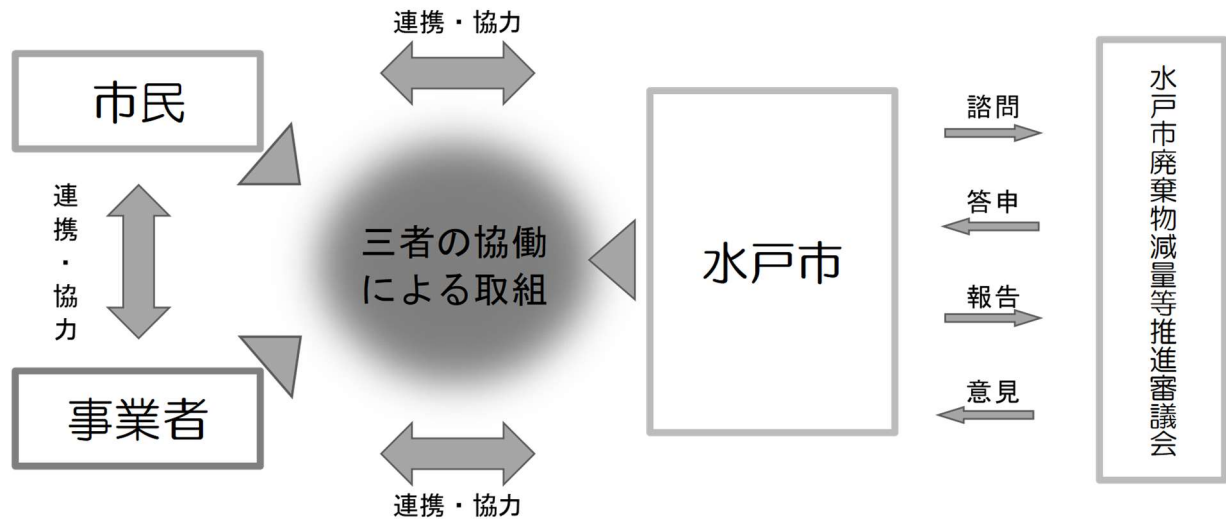 連携・協力
市民
連携・協力
事業者
三者の協働
による取組
連携・協力
水戸市
諮問
答申
報告
意見
水戸市廃棄物減量等推進審議会